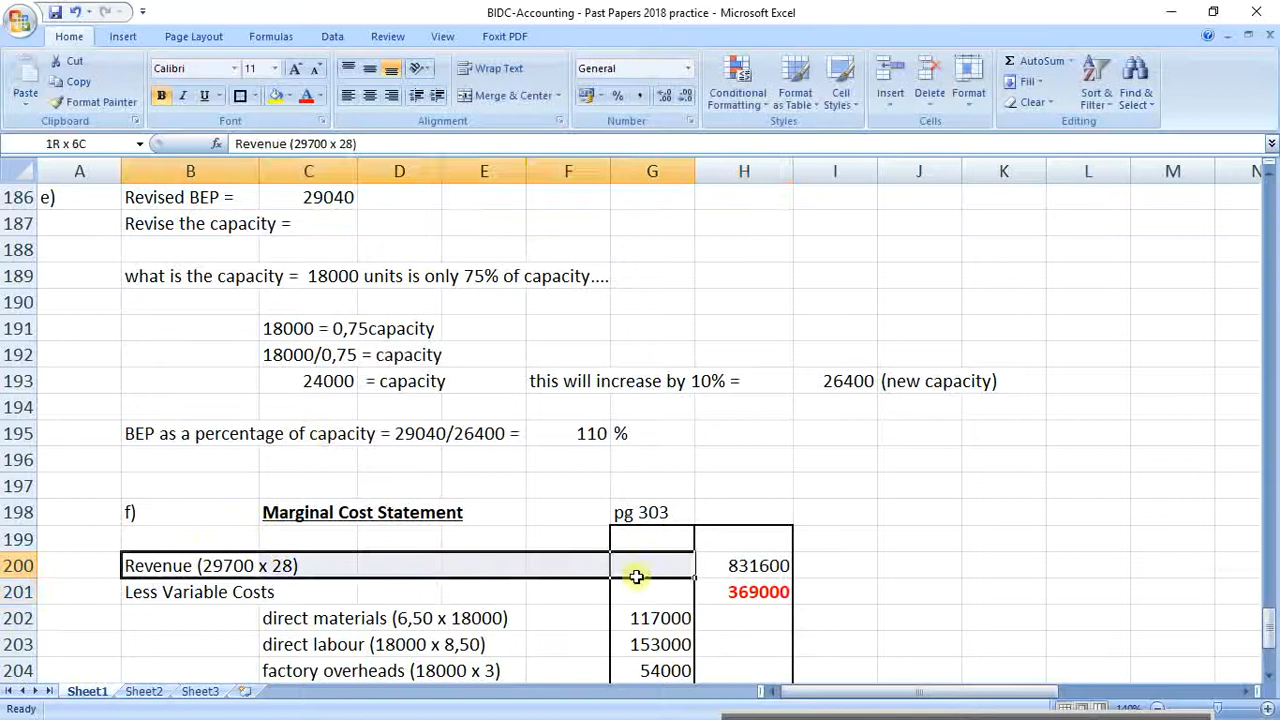 BIDC-Accounting - Past Papers 2018 practice - Microsoft Excel
Home Insert Page Layout Formulas Data Review View Foxit PDF
Paste Cut Copy Format Painter Clipboard
Calibri 11 B I U Font
Wrap Text Merge & Center Alignment
General % , Number
Conditional Formatting Format as Table Cell Styles Styles
Insert Delete Format Cells
AutoSum Fill Clear Sort & Filter Find & Select Editing
1R x 6C fx Revenue (29700 x 28)
A B C D E F G H I J K L M N
186 e) Revised BEP = 29040
187 Revise the capacity =
188
189 what is the capacity = 18000 units is only 75% of capacity....
190
191 18000 = 0,75capacity
192 18000/0,75 = capacity
193 24000 = capacity this will increase by 10% = 26400 (new capacity)
194
195 BEP as a percentage of capacity = 29040/26400 = 110 %
196
197
198 f) Marginal Cost Statement pg 303
199
200 Revenue (29700 x 28) 831600
201 Less Variable Costs 369000
202 direct materials (6,50 x 18000) 117000
203 direct labour (18000 x 8,50) 153000
204 factory overheads (18000 x 3) 54000
Sheet1 Sheet2 Sheet3
Ready 140%